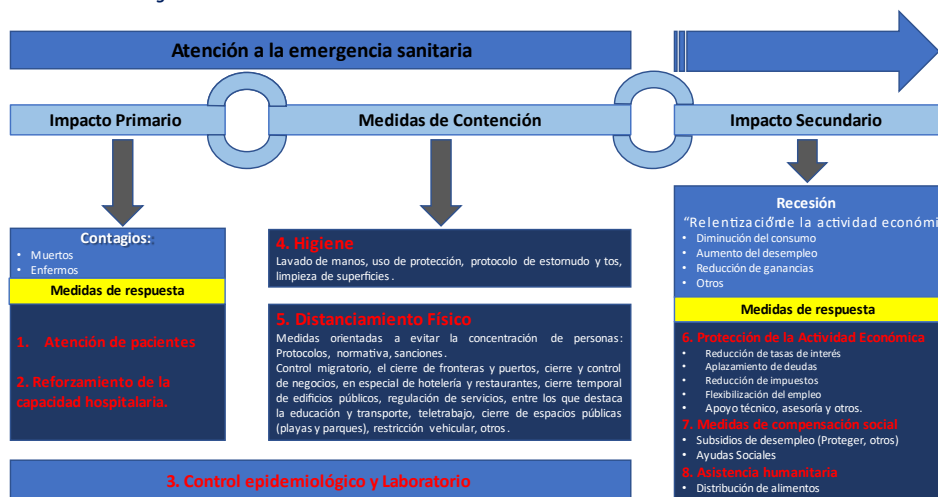 Atención a la emergencia sanitaria
Impacto Primario
Medidas de Contención
Impacto Secundario
Contagios:
• Muertos
• Enfermos
Medidas de respuesta
1. Atención de pacientes
2. Reforzamiento de la
capacidad hospitalaria.
4. Higiene
Lavado de manos, uso de protección, protocolo de estornudo y tos,
limpieza de superficies.
5. Distanciamiento Físico
Medidas orientadas a evitar la concentración de personas:
Protocolos, normativa, sanciones.
Control migratorio, el cierre de fronteras y puertos, cierre y control
de negocios, en especial de hotelería y restaurantes, cierre temporal
de edificios públicos, regulación de servicios, entre los que destaca
la educación y transporte, teletrabajo, cierre de espacios públicas
(playas y parques), restricción vehicular, otros.
3. Control epidemiológico y Laboratorio
Recesión
“Relentización” de la actividad económi
• Diminución del consumo
• Aumento del desempleo
• Reducción de ganancias
• Otros
Medidas de respuesta
6. Protección de la Actividad Económica
• Reducción de tasas de interés
• Aplazamiento de deudas
• Reducción de impuestos
• Flexibilización del empleo
• Apoyo técnico, asesoría y otros.
7. Medidas de compensación social
• Subsidios de desempleo (Proteger, otros)
• Ayudas Sociales
8. Asistencia humanitaria
• Distribución de alimentos